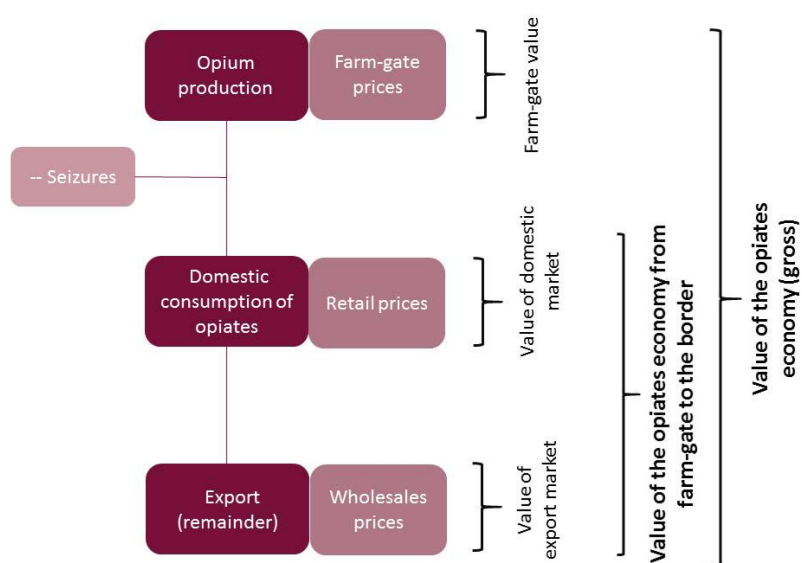 Opium
production
Farm-gate
prices
Farm-gate value
-- Seizures
Domestic
consumption of
opiates
Retail prices
Value of domestic
market
Export
(remainder)
Wholesales
prices
Value of
export market
Value of the opiates economy from
farm-gate to the border
Value of the opiates
economy (gross)